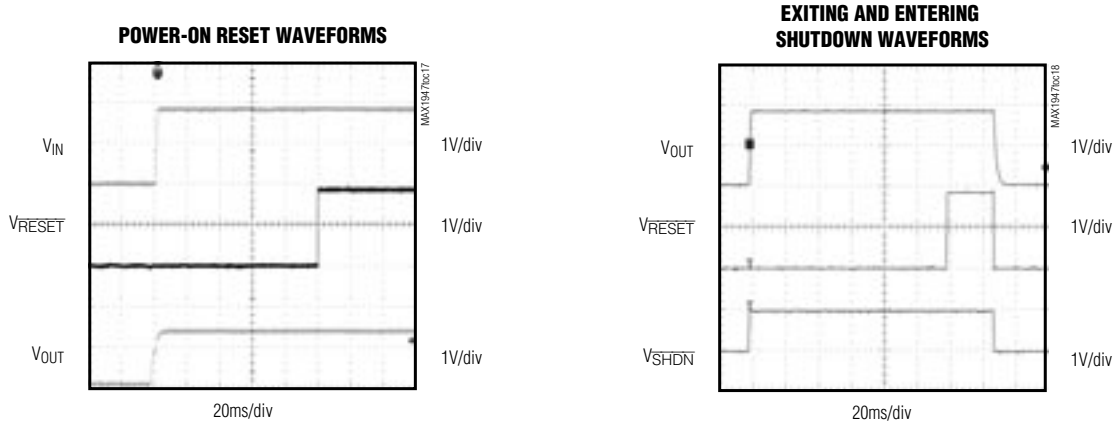 POWER-ON RESET WAVEFORMS
MAX1947toc17
VIN
1V/div
VRESET
1V/div
VOUT
1V/div
20ms/div
EXITING AND ENTERING
SHUTDOWN WAVEFORMS
MAX1947toc18
VOUT
1V/div
VRESET
1V/div
VSHDN
1V/div
20ms/div